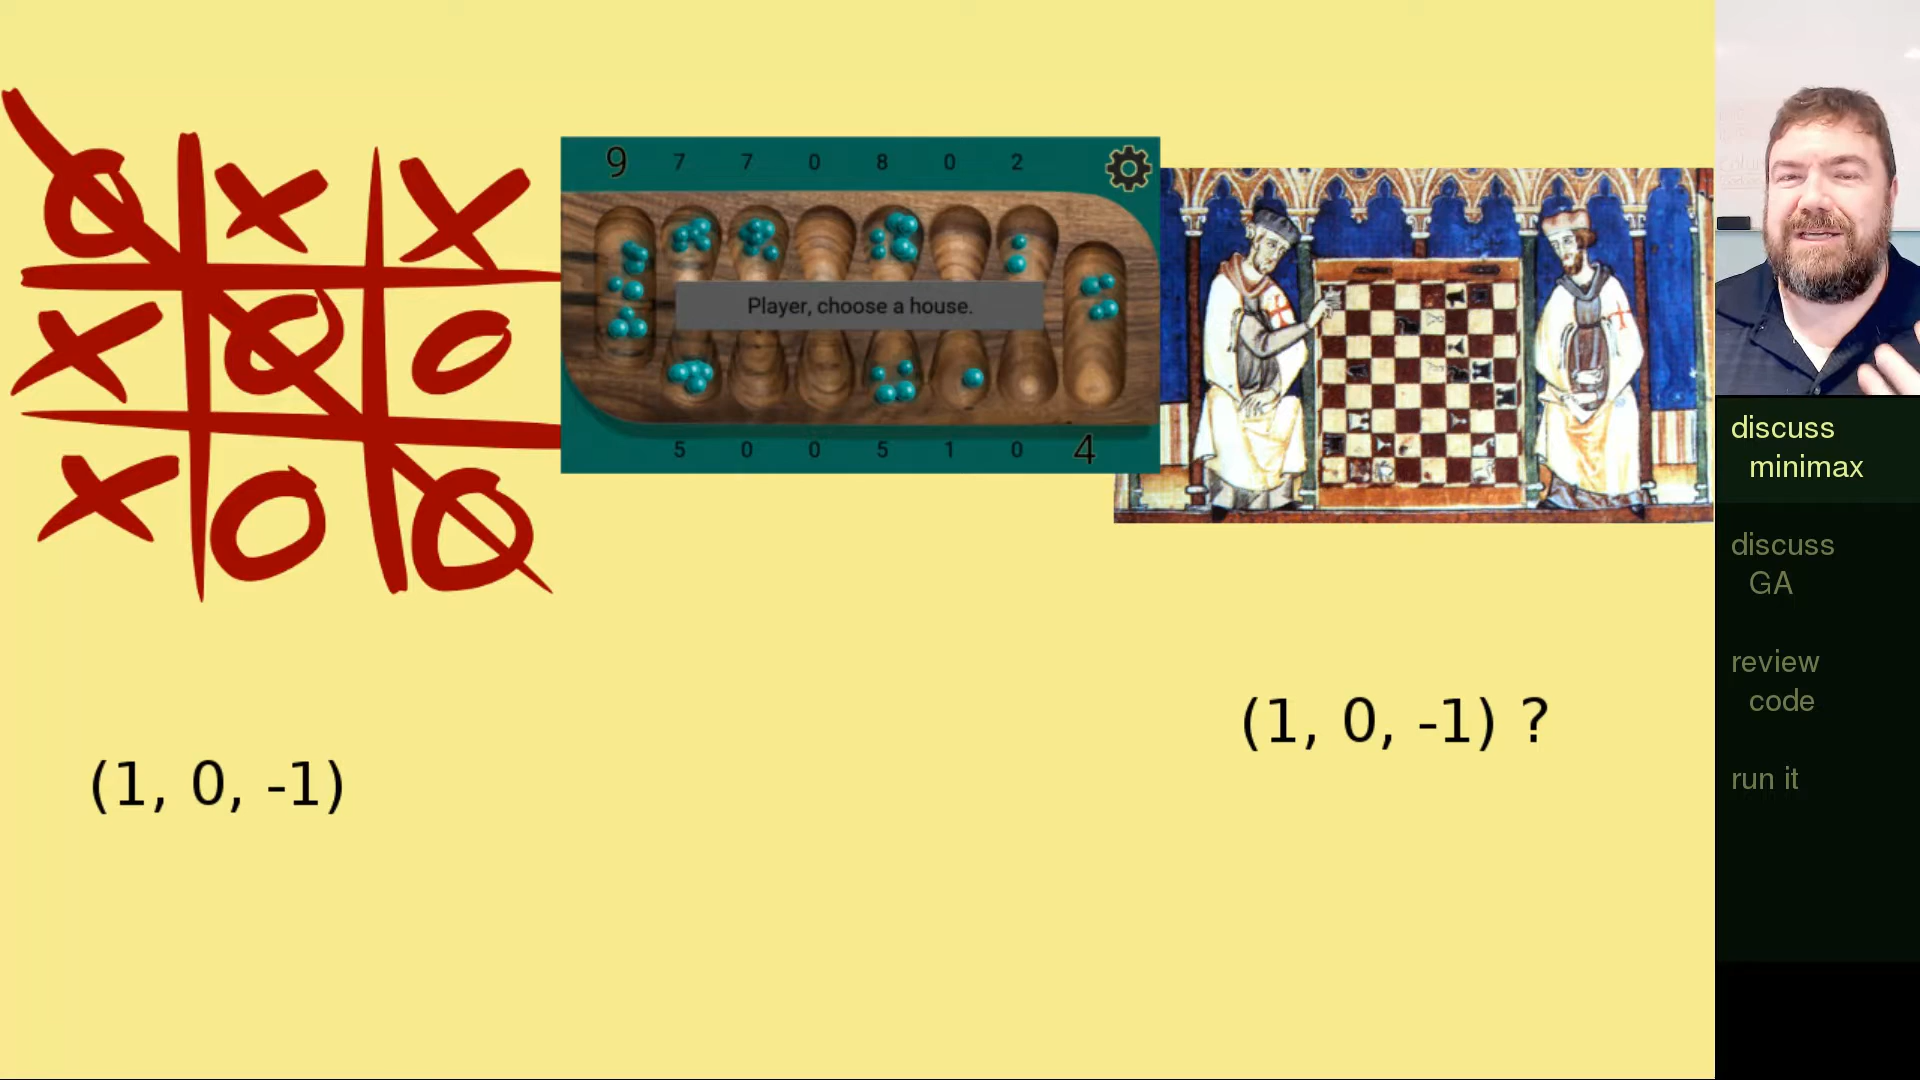 9 7 7 0 8 0 2
Player, choose a house.
5 0 0 5 1 0 4
(1, 0, -1)
(1, 0, -1) ?
discuss
minimax
discuss
GA
review
code
run it